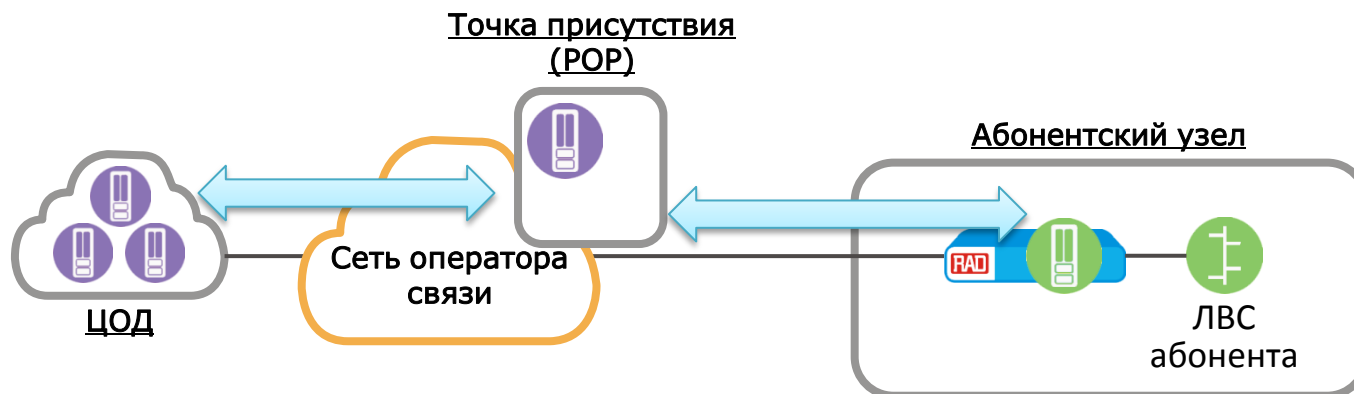 Точка присутствия
(POP)
Абонентский узел
Сеть оператора
связи
RAD
ЦОД
ЛВС
абонента